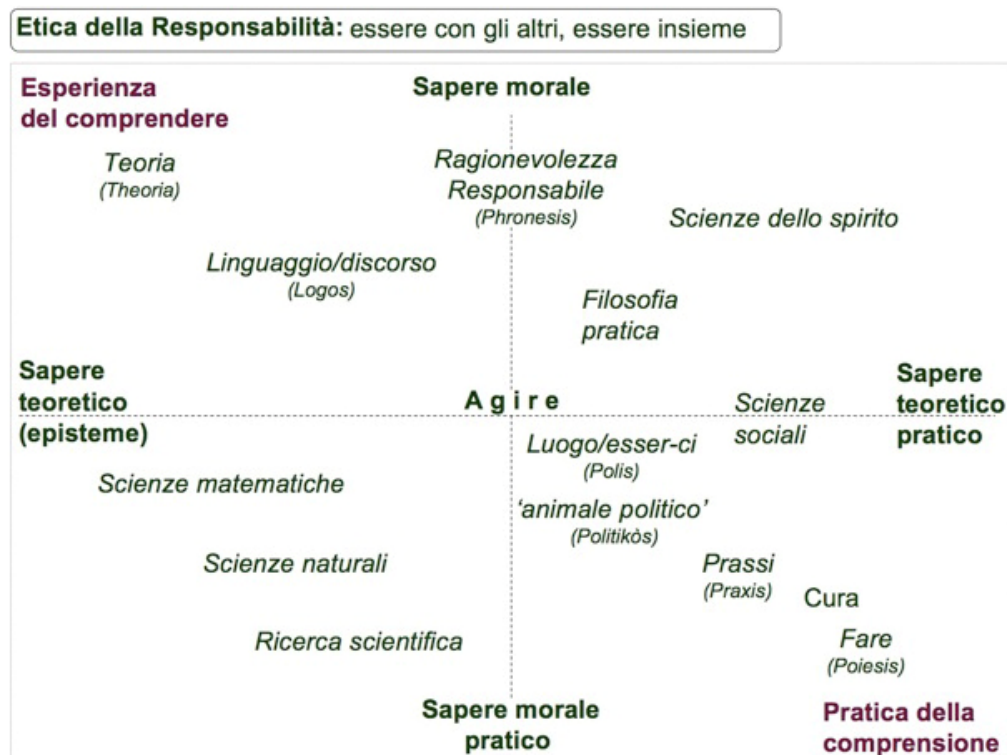 Etica della Responsabilità: essere con gli altri, essere insieme
Esperienza
del comprendere
Sapere morale
Teoria
(Theoria)
Ragionevolezza
Responsabile
(Phronesis)
Scienze dello spirito
Linguaggio/discorso
(Logos)
Filosofia
pratica
Sapere
teoretico
(episteme)
Agire
Scienze
sociali
Sapere
teoretico
pratico
Luogo/esser-ci
(Polis)
Scienze matematiche
‘animale politico’
(Politikòs)
Scienze naturali
Prassi
(Praxis)
Cura
Ricerca scientifica
Fare
(Poiesis)
Sapere morale
pratico
Pratica della
comprensione